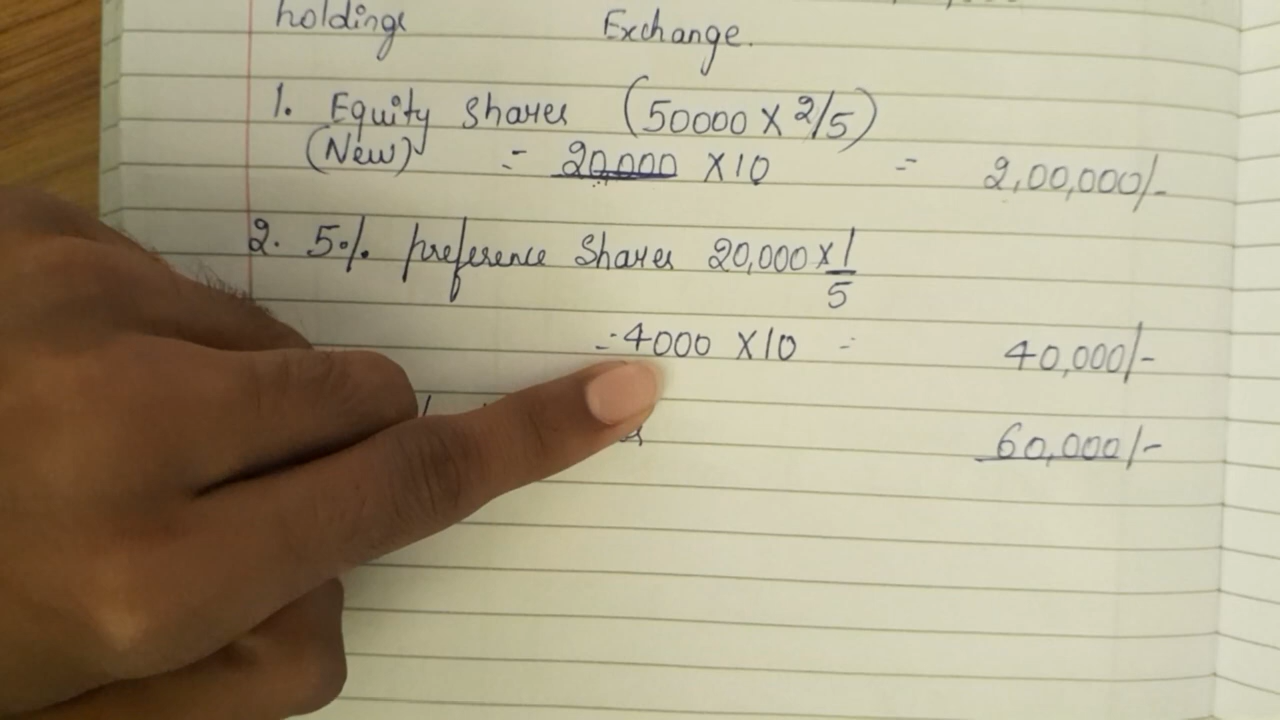 holdings Exchange.
1. Equity shares (50000 X 2/5)
(New) = 20,000 X 10 = 2,00,000/-
2. 5% preference Shares 20,000 x 1/5
= 4000 X 10 = 40,000/-
60,000/-